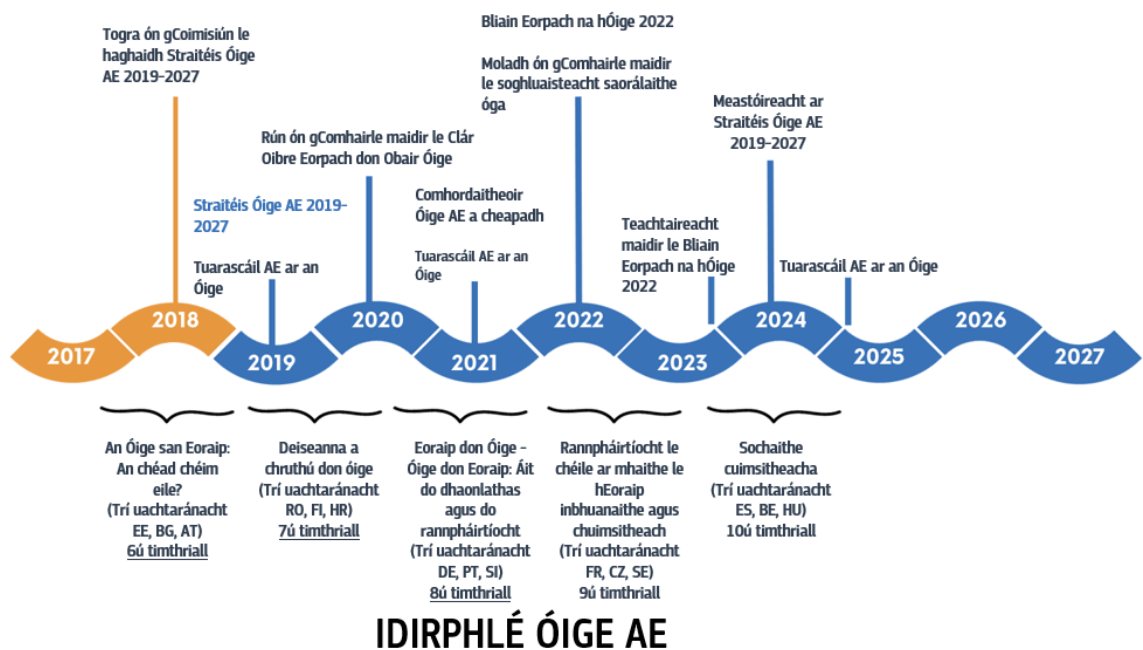 Togra ón gCoimisiún le
haghaidh Straitéis Óige
AE 2019-2027
Straitéis Óige AE 2019-
2027
Tuarascáil AE ar an
Óige
Rún ón gComhairle maidir le Clár
Oibre Eorpach don Obair Óige
Comhordaitheoir
Óige AE a cheapadh
Tuarascáil AE ar an
Óige
Bliain Eorpach na hÓige 2022
Moladh ón gComhairle maidir
le soghluaisteacht saorálaithe
óga
Teachtaireacht
maidir le Bliain
Eorpach na hÓige
2022
Meastóireacht ar
Straitéis Óige AE
2019-2027
Tuarascáil AE ar an Óige
2017
2018
2019
2020
2021
2022
2023
2024
2025
2026
2027
An Óige san Eoraip:
An chéad chéim
eile?
(Trí uachtaránacht
EE, BG, AT)
6ú timthriall
Deiseanna a
chruthú don óige
(Trí uachtaránacht
RO, FI, HR)
7ú timthriall
Eoraip don Óige –
Óige don Eoraip: Áit
do dhaonlathas
agus do
rannpháirtíocht
(Trí uachtaránacht
DE, PT, SI)
8ú timthriall
Rannpháirtíocht le
chéile ar mhaithe le
hEoraip
inbhuanaithe agus
chuimsitheach
(Trí uachtaránacht
FR, CZ, SE)
9ú timthriall
Sochaithe
cuimsitheacha
(Trí uachtaránacht
ES, BE, HU)
10ú timthriall
IDIRPHLÉ ÓIGE AE